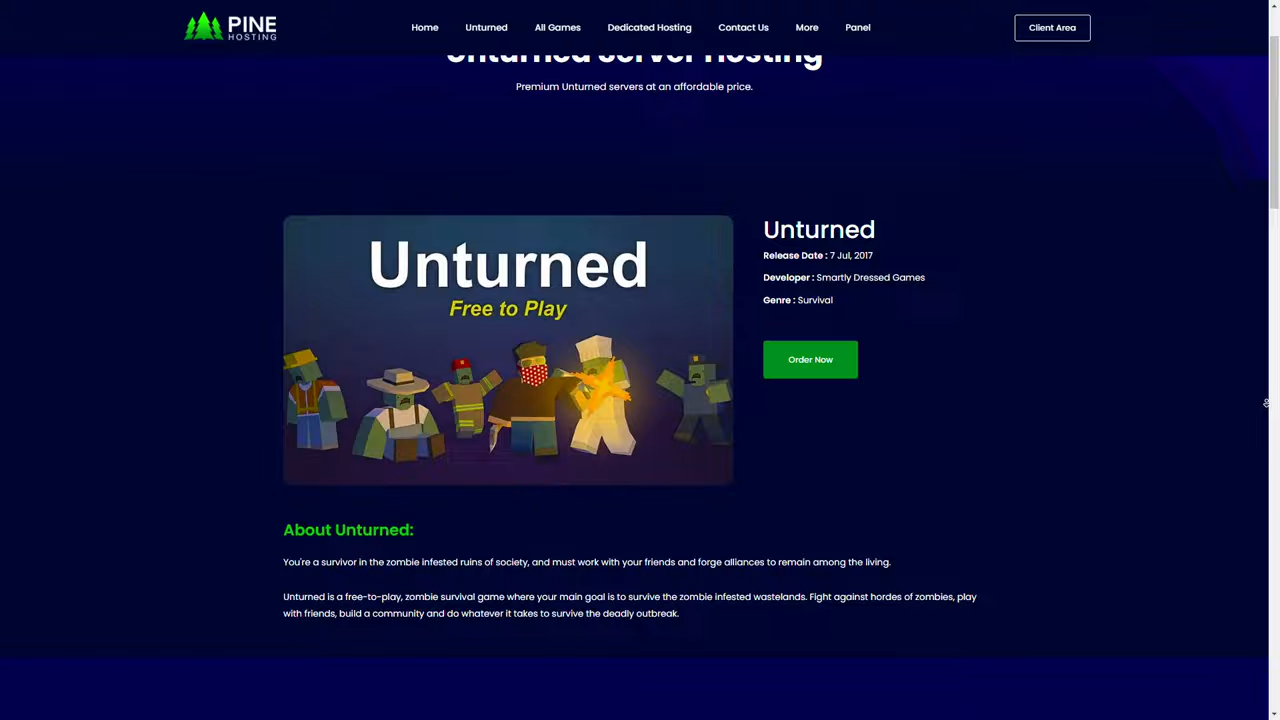 PINE
HOSTING
Home Unturned All Games Dedicated Hosting Contact Us More Panel
Client Area
Unturned Server Hosting
Premium Unturned servers at an affordable price.
Unturned
Free to Play
Unturned
Release Date : 7 Jul, 2017
Developer : Smartly Dressed Games
Genre : Survival
Order Now
About Unturned:
You're a survivor in the zombie infested ruins of society, and must work with your friends and forge alliances to remain among the living.
Unturned is a free-to-play, zombie survival game where your main goal is to survive the zombie infested wastelands. Fight against hordes of zombies, play
with friends, build a community and do whatever it takes to survive the deadly outbreak.